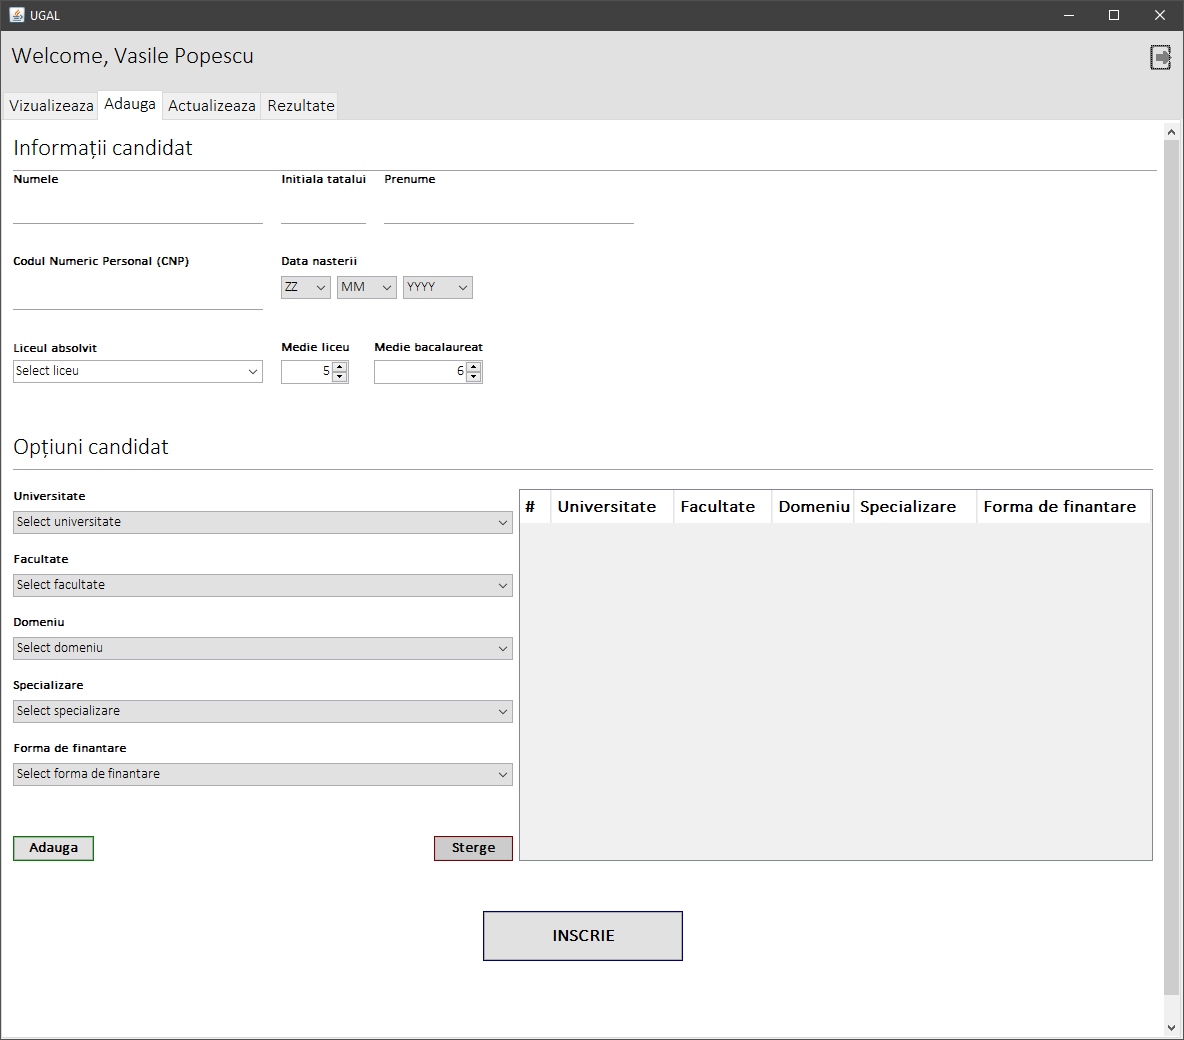 UGAL
Welcome, Vasile Popescu
Vizualizeaza Adauga Actualizeaza Rezultate
Informații candidat
Numele Initiala tatalui Prenume
Codul Numeric Personal (CNP) Data nasterii
ZZ MM YYYY
Liceul absolvit Medie liceu Medie bacalaureat
Select liceu 5 6
Opțiuni candidat
Universitate
Select universitate
Facultate
Select facultate
Domeniu
Select domeniu
Specializare
Select specializare
Forma de finantare
Select forma de finantare
Adauga Sterge
# Universitate Facultate Domeniu Specializare Forma de finantare
INSCRIE